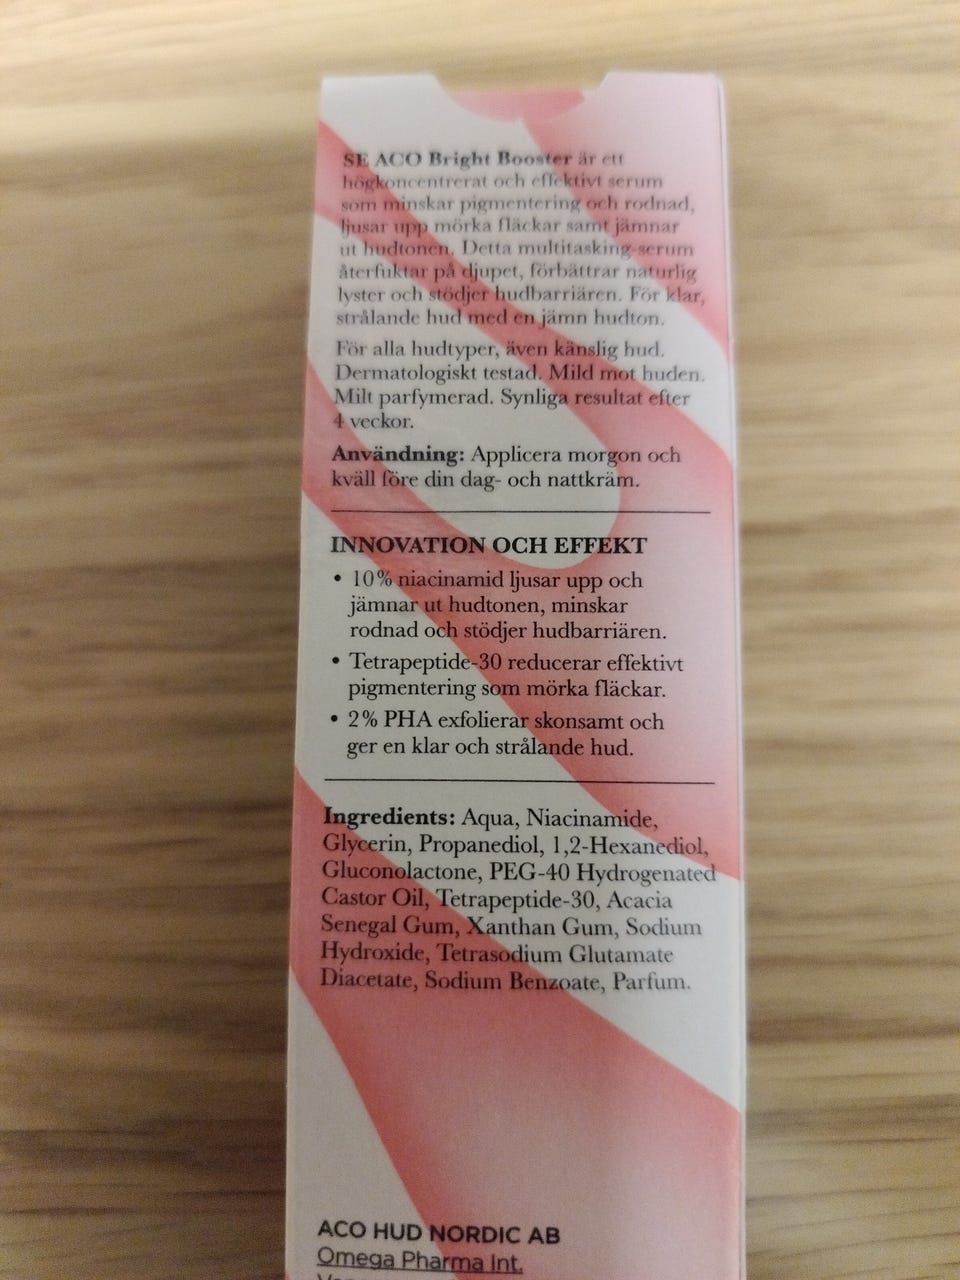 SE ACO Bright Booster är ett
högkoncentrerat och effektivt serum
som minskar pigmentering och rodnad,
ljusar upp mörka fläckar samt jämnar
ut hudtonen. Detta multitasking-serum
återfuktar på djupet, förbättrar naturlig
lyster och stödjer hudbarriären. För klar,
strålande hud med en jämn hudton.
För alla hudtyper, även känslig hud.
Dermatologiskt testad. Mild mot huden.
Milt parfymerad. Synliga resultat efter
4 veckor.
Användning: Applicera morgon och
kväll före din dag- och nattkräm.
INNOVATION OCH EFFEKT
• 10% niacinamid ljusar upp och
jämnar ut hudtonen, minskar
rodnad och stödjer hudbarriären.
• Tetrapeptide-30 reducerar effektivt
pigmentering som mörka fläckar.
• 2% PHA exfolierar skonsamt och
ger en klar och strålande hud.
Ingredients: Aqua, Niacinamide,
Glycerin, Propanediol, 1,2-Hexanediol,
Gluconolactone, PEG-40 Hydrogenated
Castor Oil, Tetrapeptide-30, Acacia
Senegal Gum, Xanthan Gum, Sodium
Hydroxide, Tetrasodium Glutamate
Diacetate, Sodium Benzoate, Parfum.
ACO HUD NORDIC AB
Omega Pharma Int.